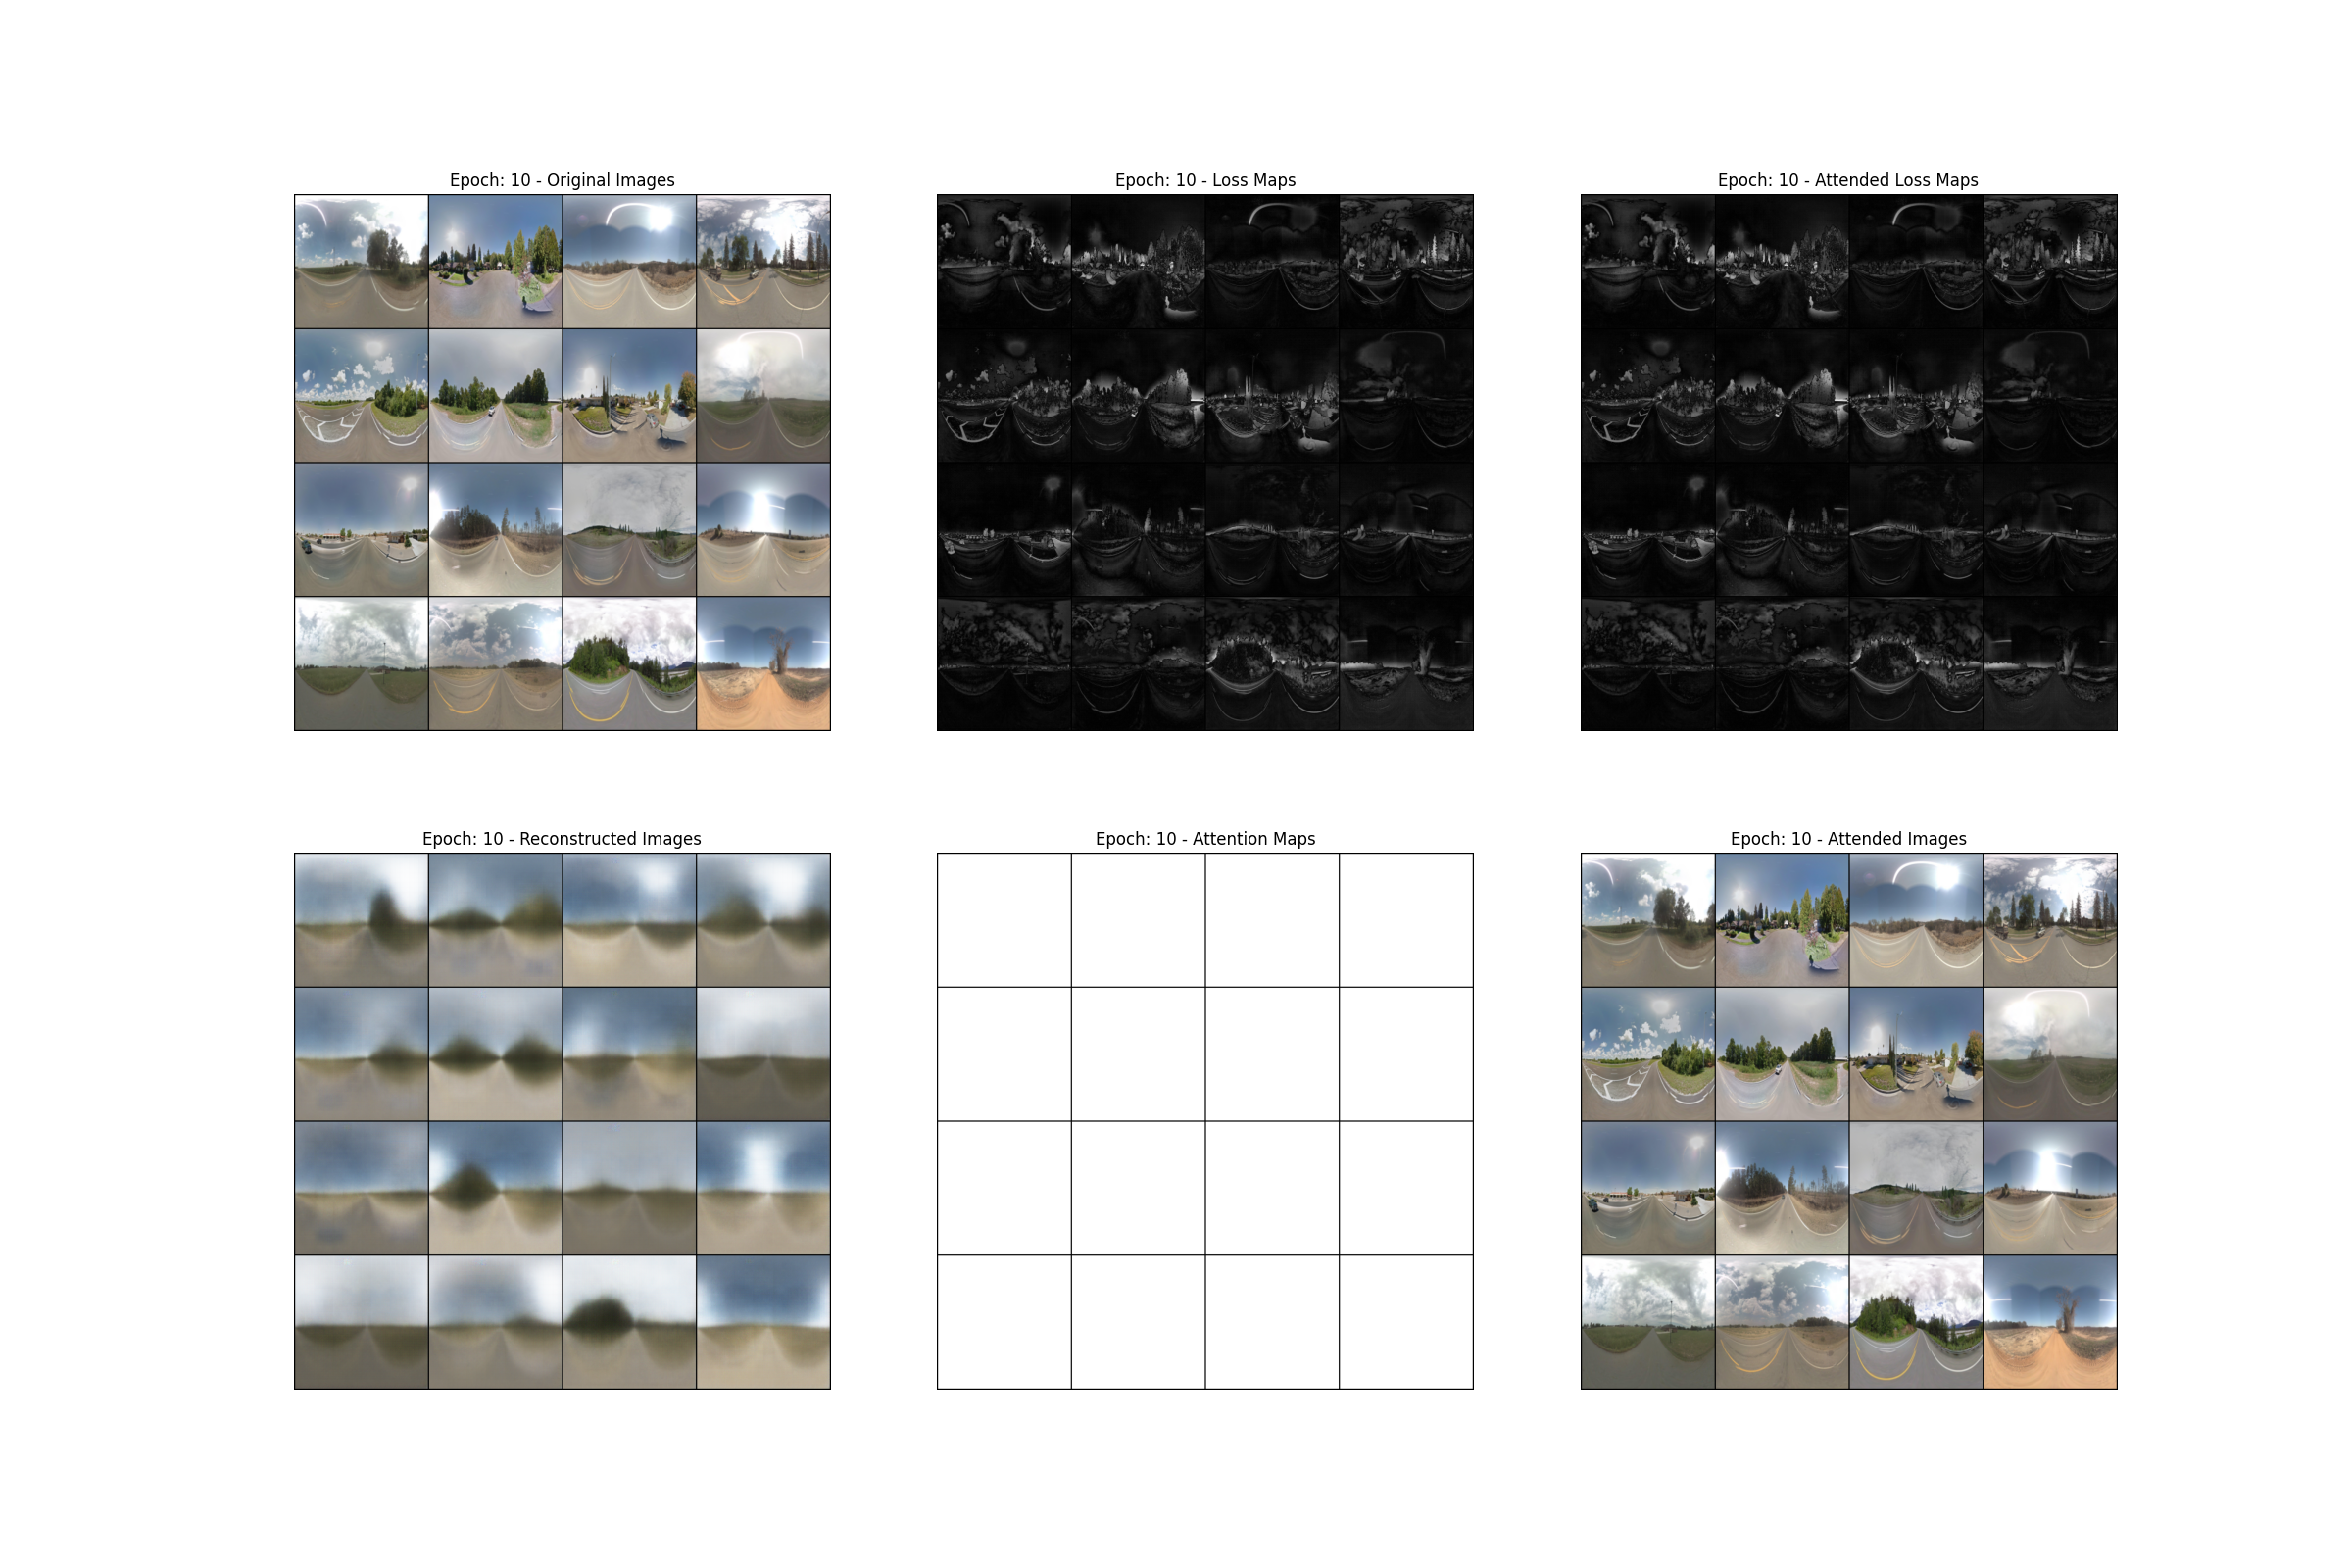 Epoch: 10 - Original Images
Epoch: 10 - Loss Maps
Epoch: 10 - Attended Loss Maps
Epoch: 10 - Reconstructed Images
Epoch: 10 - Attention Maps
Epoch: 10 - Attended Images